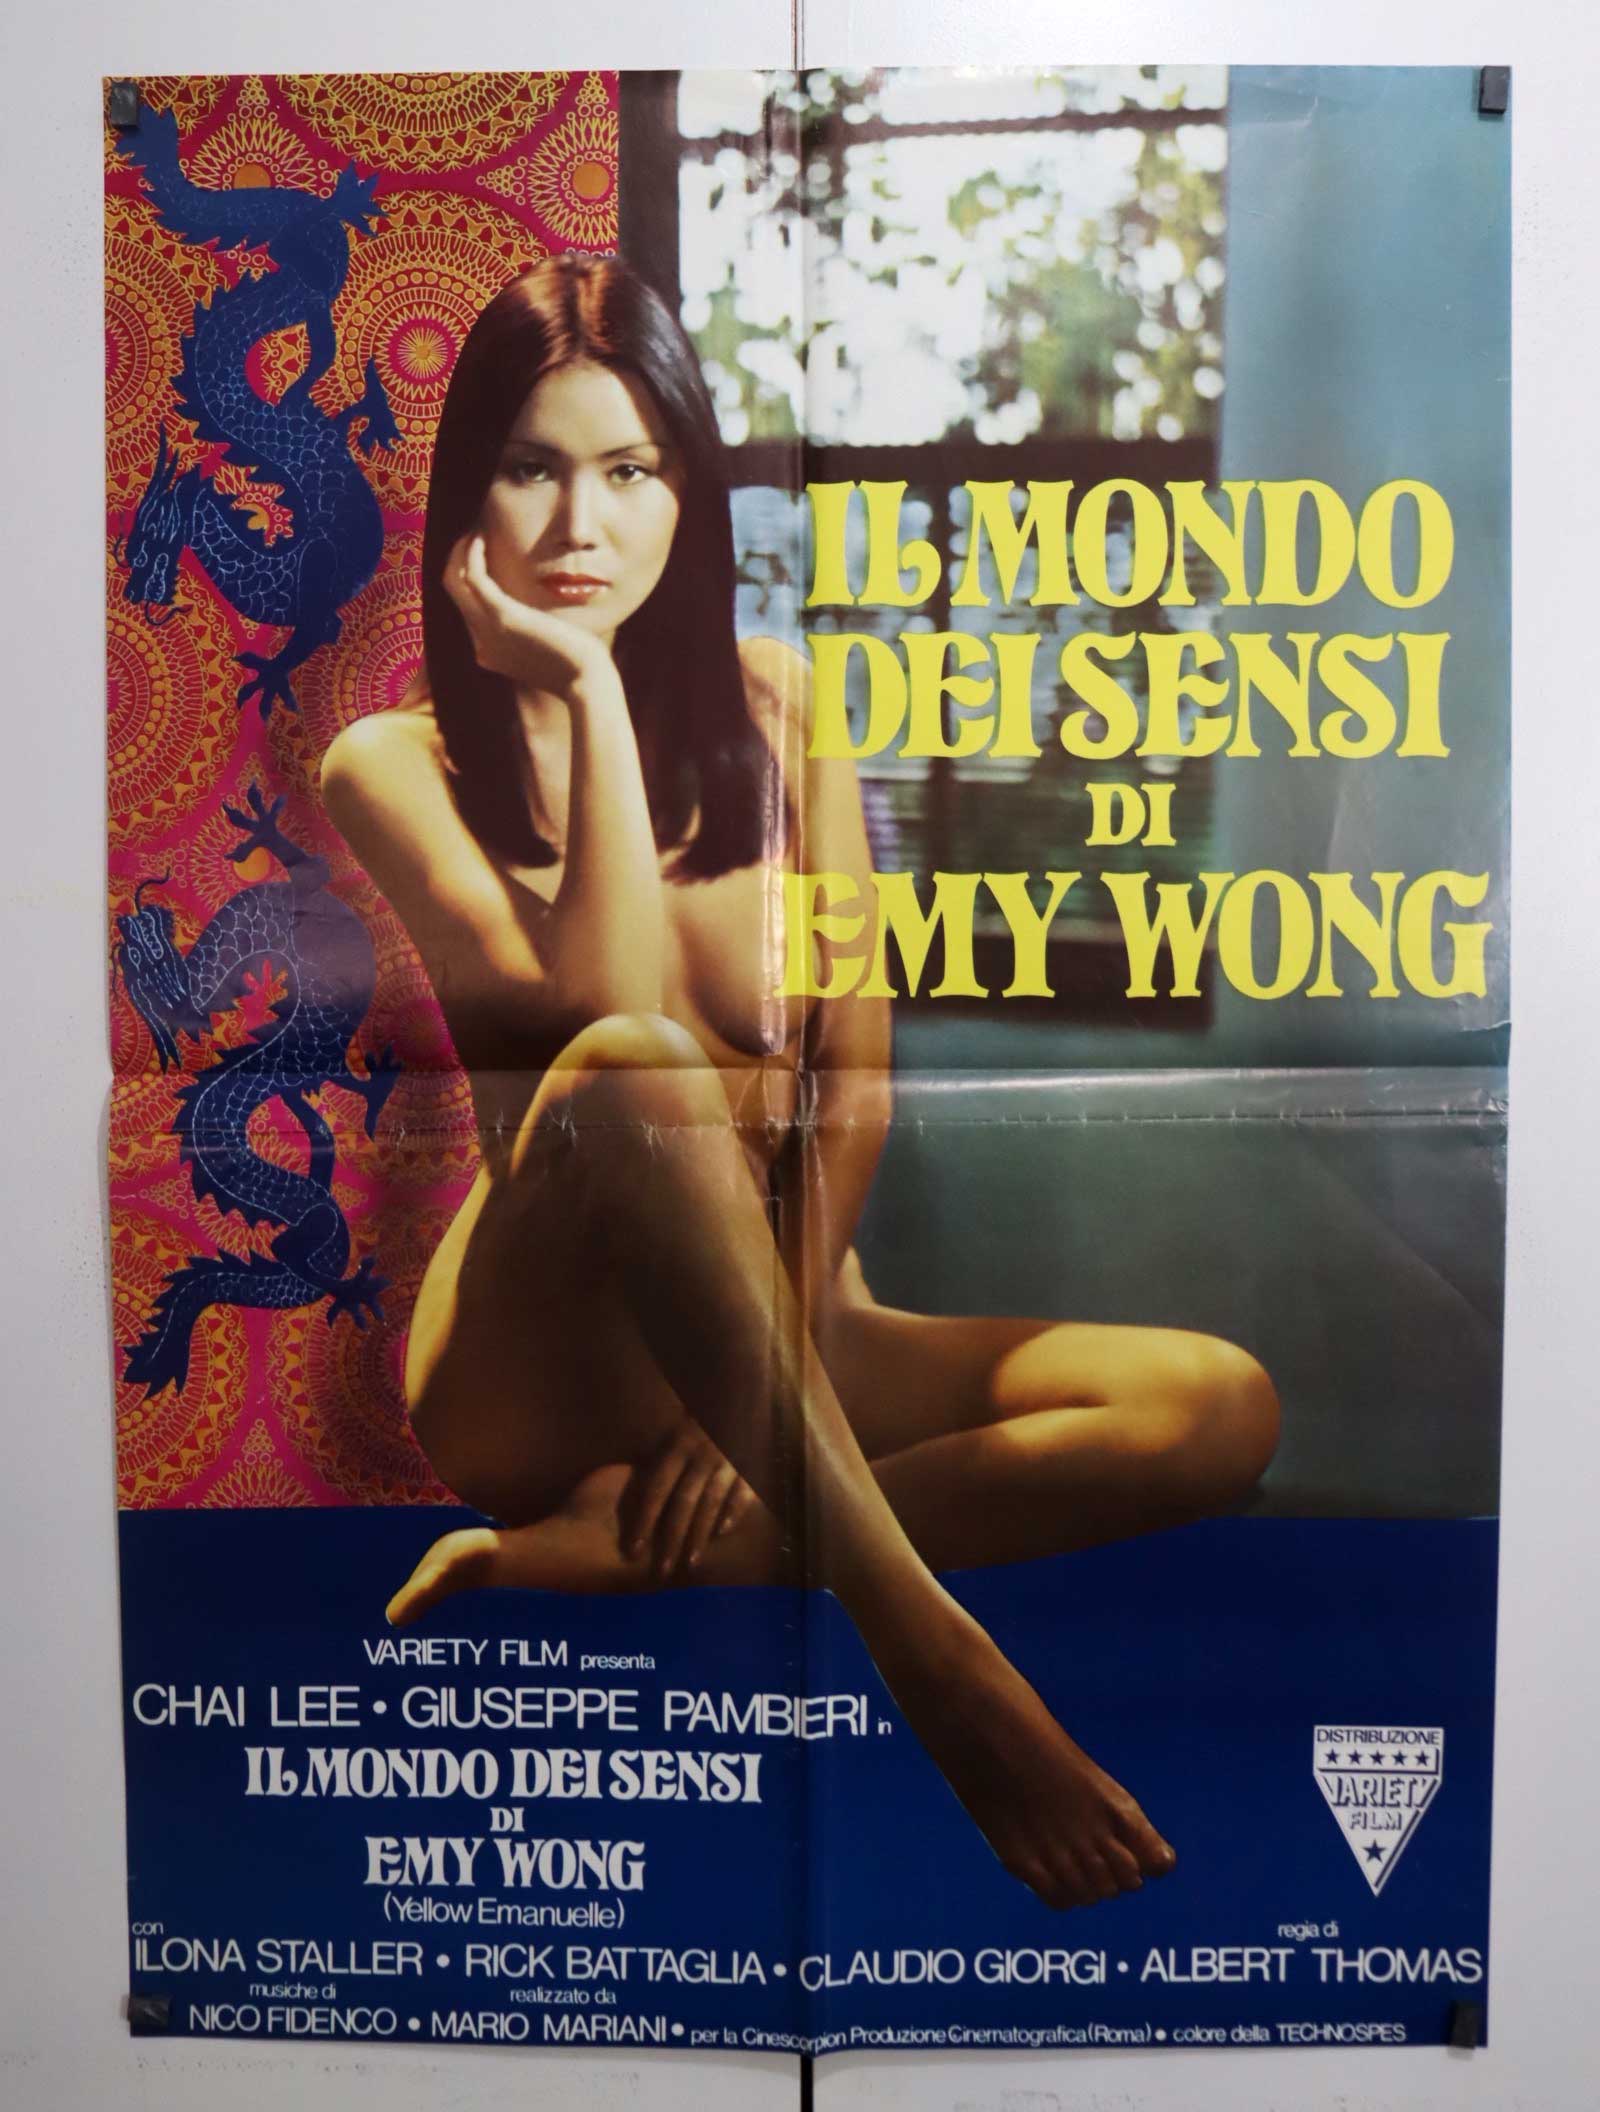 IL MONDO
DEI SENSI
DI
EMY WONG
VARIETY FILM presenta
CHAI LEE • GIUSEPPE PAMBIERI in
IL MONDO DEI SENSI
DI
EMY WONG
(Yellow Emanuelle)
DISTRIBUZIONE
VARIETY
FILM
con
regia di
ILONA STALLER • RICK BATTAGLIA • CLAUDIO GIORGI • ALBERT THOMAS
musiche di
realizzato da
NICO FIDENCO • MARIO MARIANI • per la Cinescorpion Produzione Cinematografica (Roma) • colore della TECHNOSPES